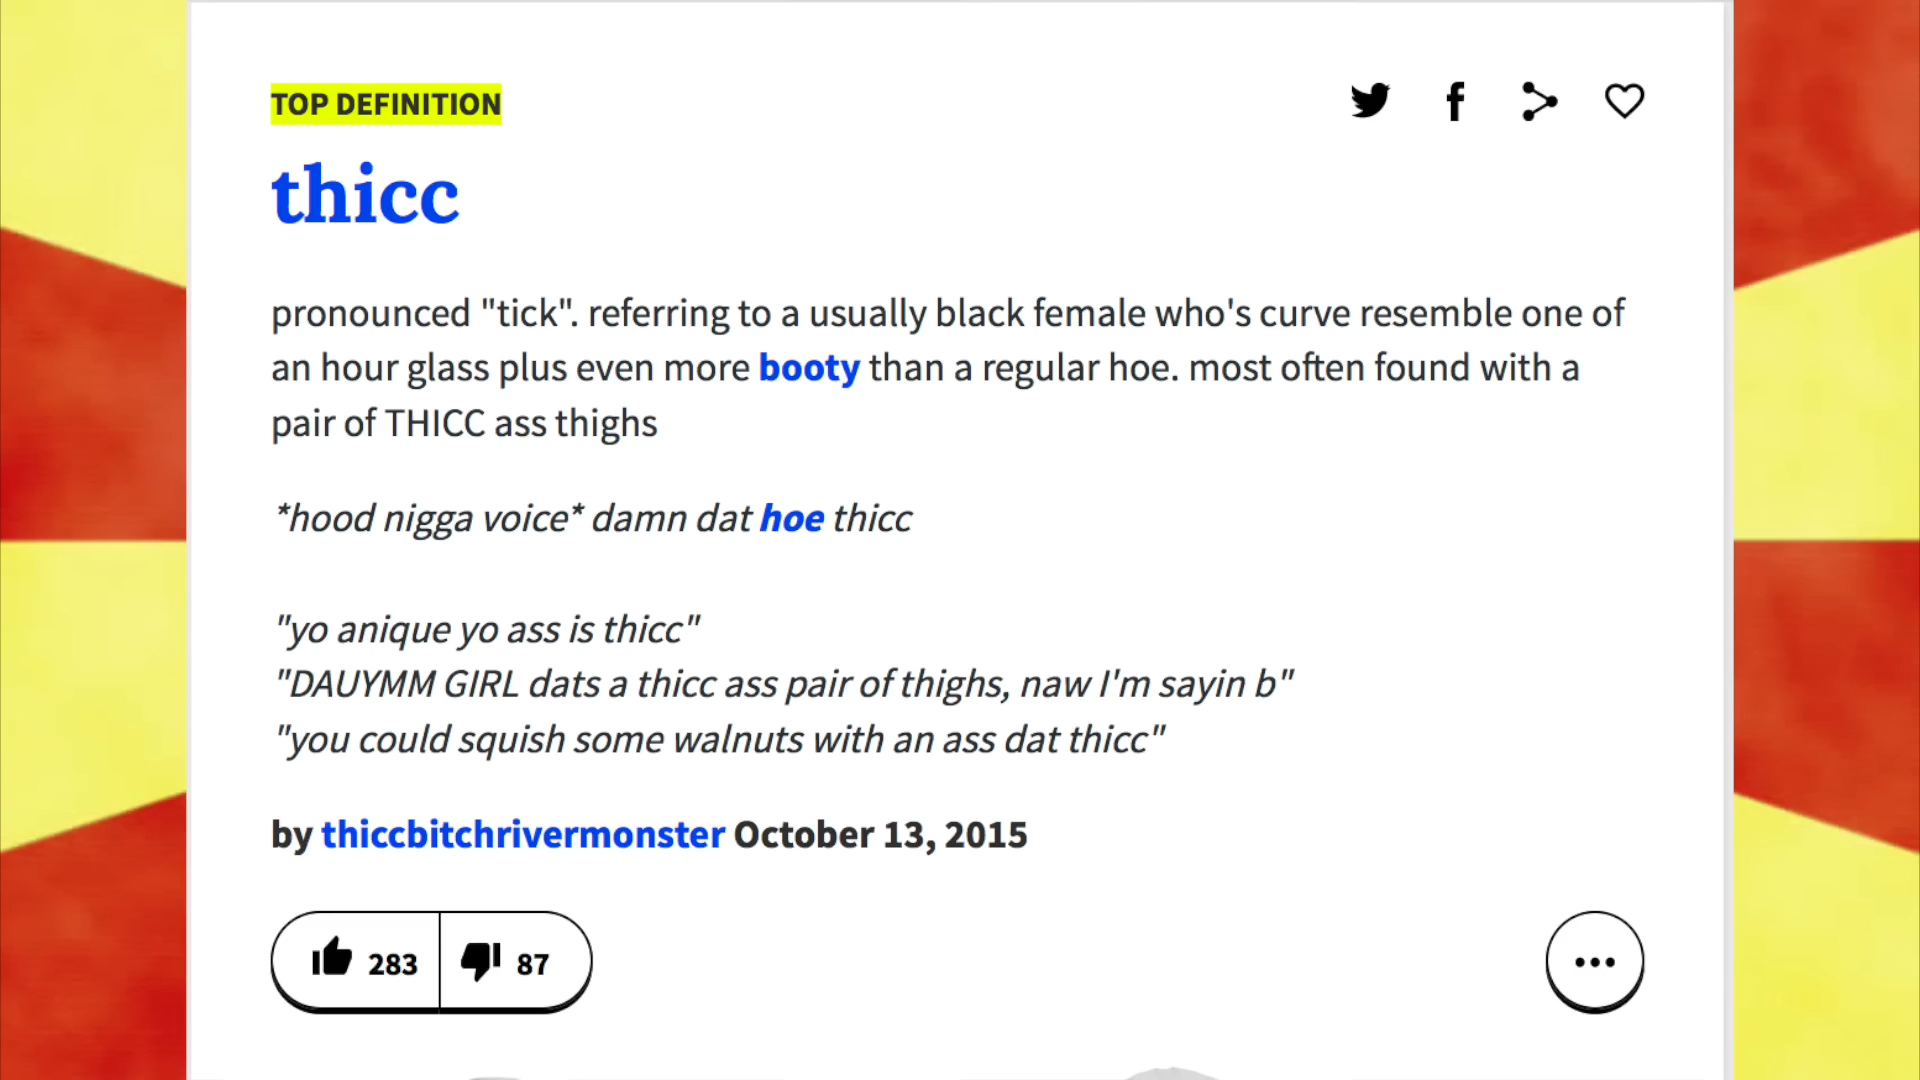 TOP DEFINITION
thicc
pronounced "tick". referring to a usually black female who's curve resemble one of
an hour glass plus even more booty than a regular hoe. most often found with a
pair of THICC ass thighs
*hood nigga voice* damn dat hoe thicc
"yo anique yo ass is thicc"
"DAUYMM GIRL dats a thicc ass pair of thighs, naw I'm sayin b"
"you could squish some walnuts with an ass dat thicc"
by thiccbitchrivermonster October 13, 2015
283 87